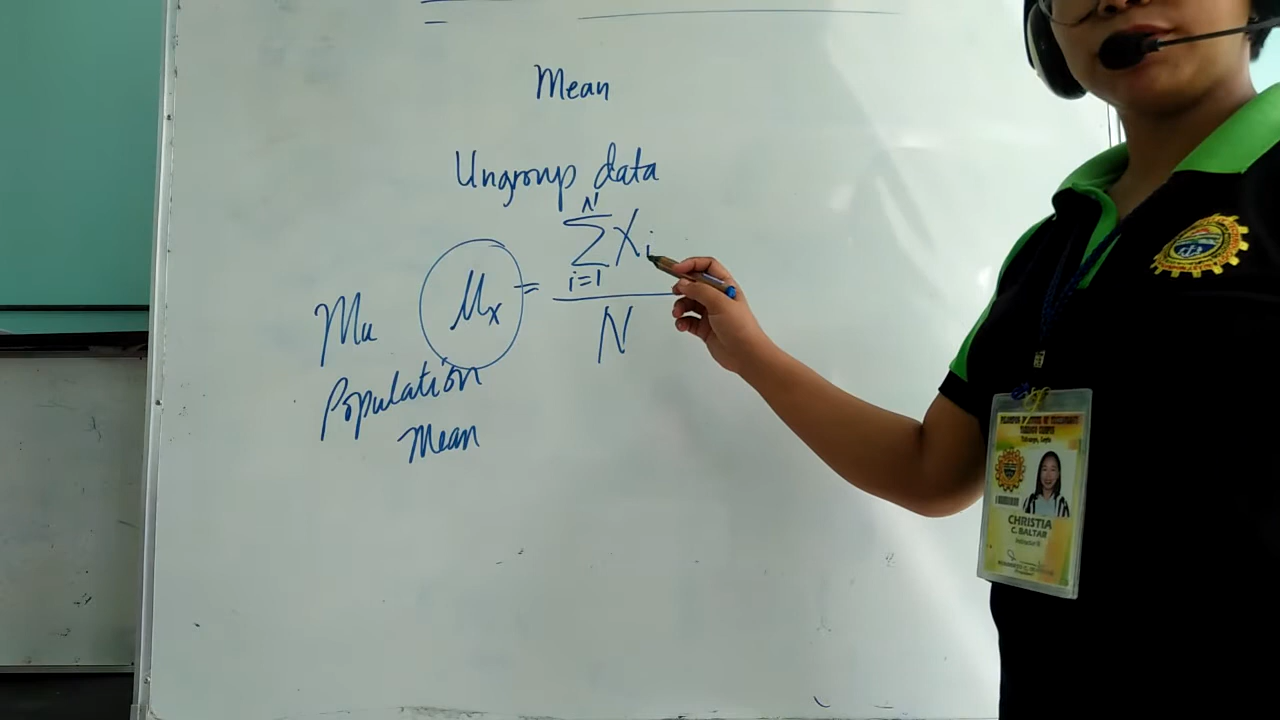 Mean
Ungroup data
Mu μx = N Σ i=1 Xi / N
Population
Mean
CHRISTIA
C. BALTAR